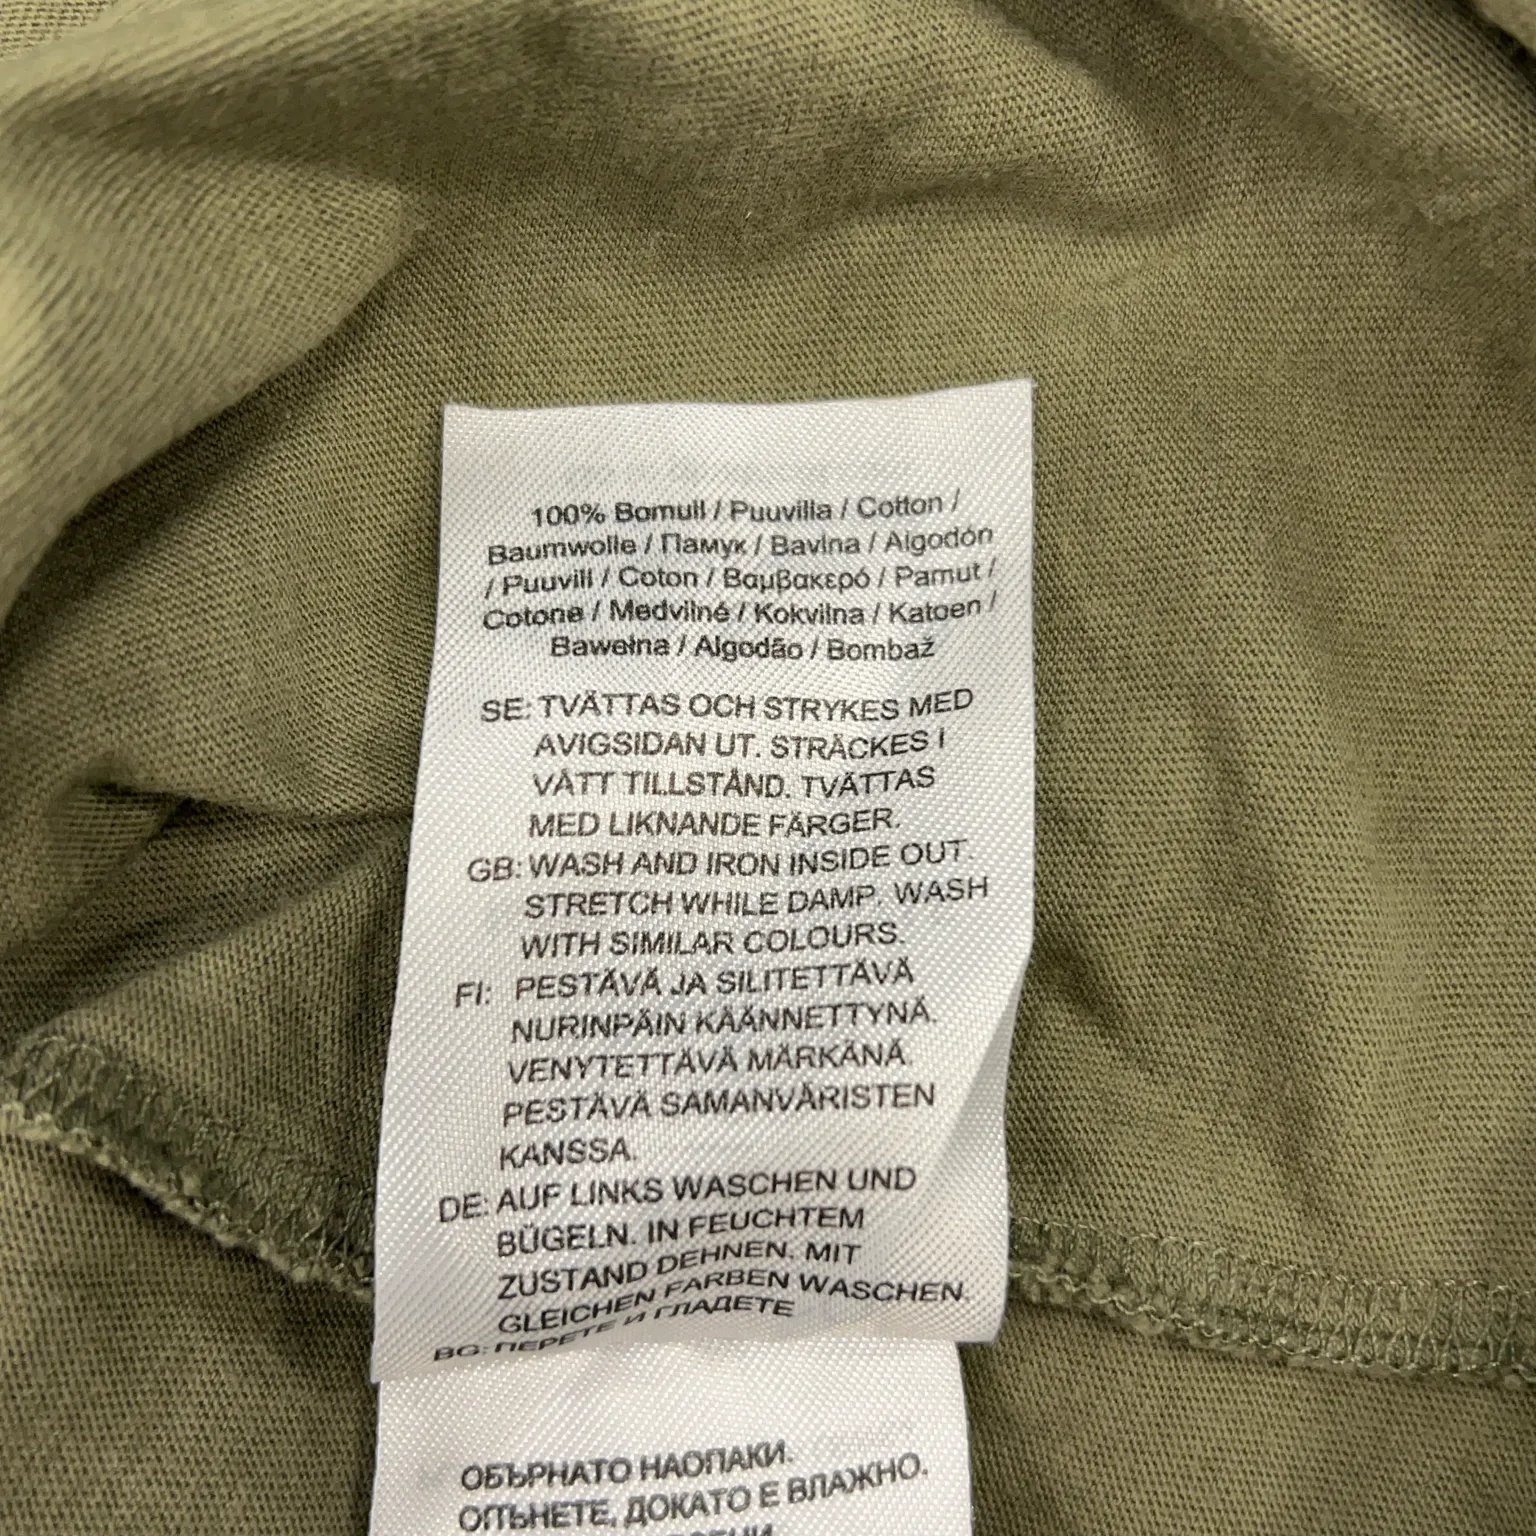 100% Bomull / Puuvilla / Cotton /
Baumwolle / Памук / Bavlna / Algodón
/ Puuvill / Coton / Βαμβακερό / Pamut /
Cotone / Medvilné / Kokvilna / Katoen /
Bawełna / Algodão / Bombaž
SE: TVÄTTAS OCH STRYKES MED
AVIGSIDAN UT. STRÄCKES I
VÅTT TILLSTÅND. TVÄTTAS
MED LIKNANDE FÄRGER.
GB: WASH AND IRON INSIDE OUT.
STRETCH WHILE DAMP. WASH
WITH SIMILAR COLOURS.
FI: PESTÄVÄ JA SILITETTÄVÄ
NURINPÄIN KÄÄNNETTYNÄ.
VENYTETTÄVÄ MÄRKÄNÄ.
PESTÄVÄ SAMANVÄRISTEN
KANSSA.
DE: AUF LINKS WASCHEN UND
BÜGELN. IN FEUCHTEM
ZUSTAND DEHNEN. MIT
GLEICHEN FARBEN WASCHEN.
BG: ПЕРЕТЕ И ГЛАДЕТЕ
ОБЪРНАТО НАОПАКИ.
ОПЪНЕТЕ, ДОКАТО Е ВЛАЖНО.